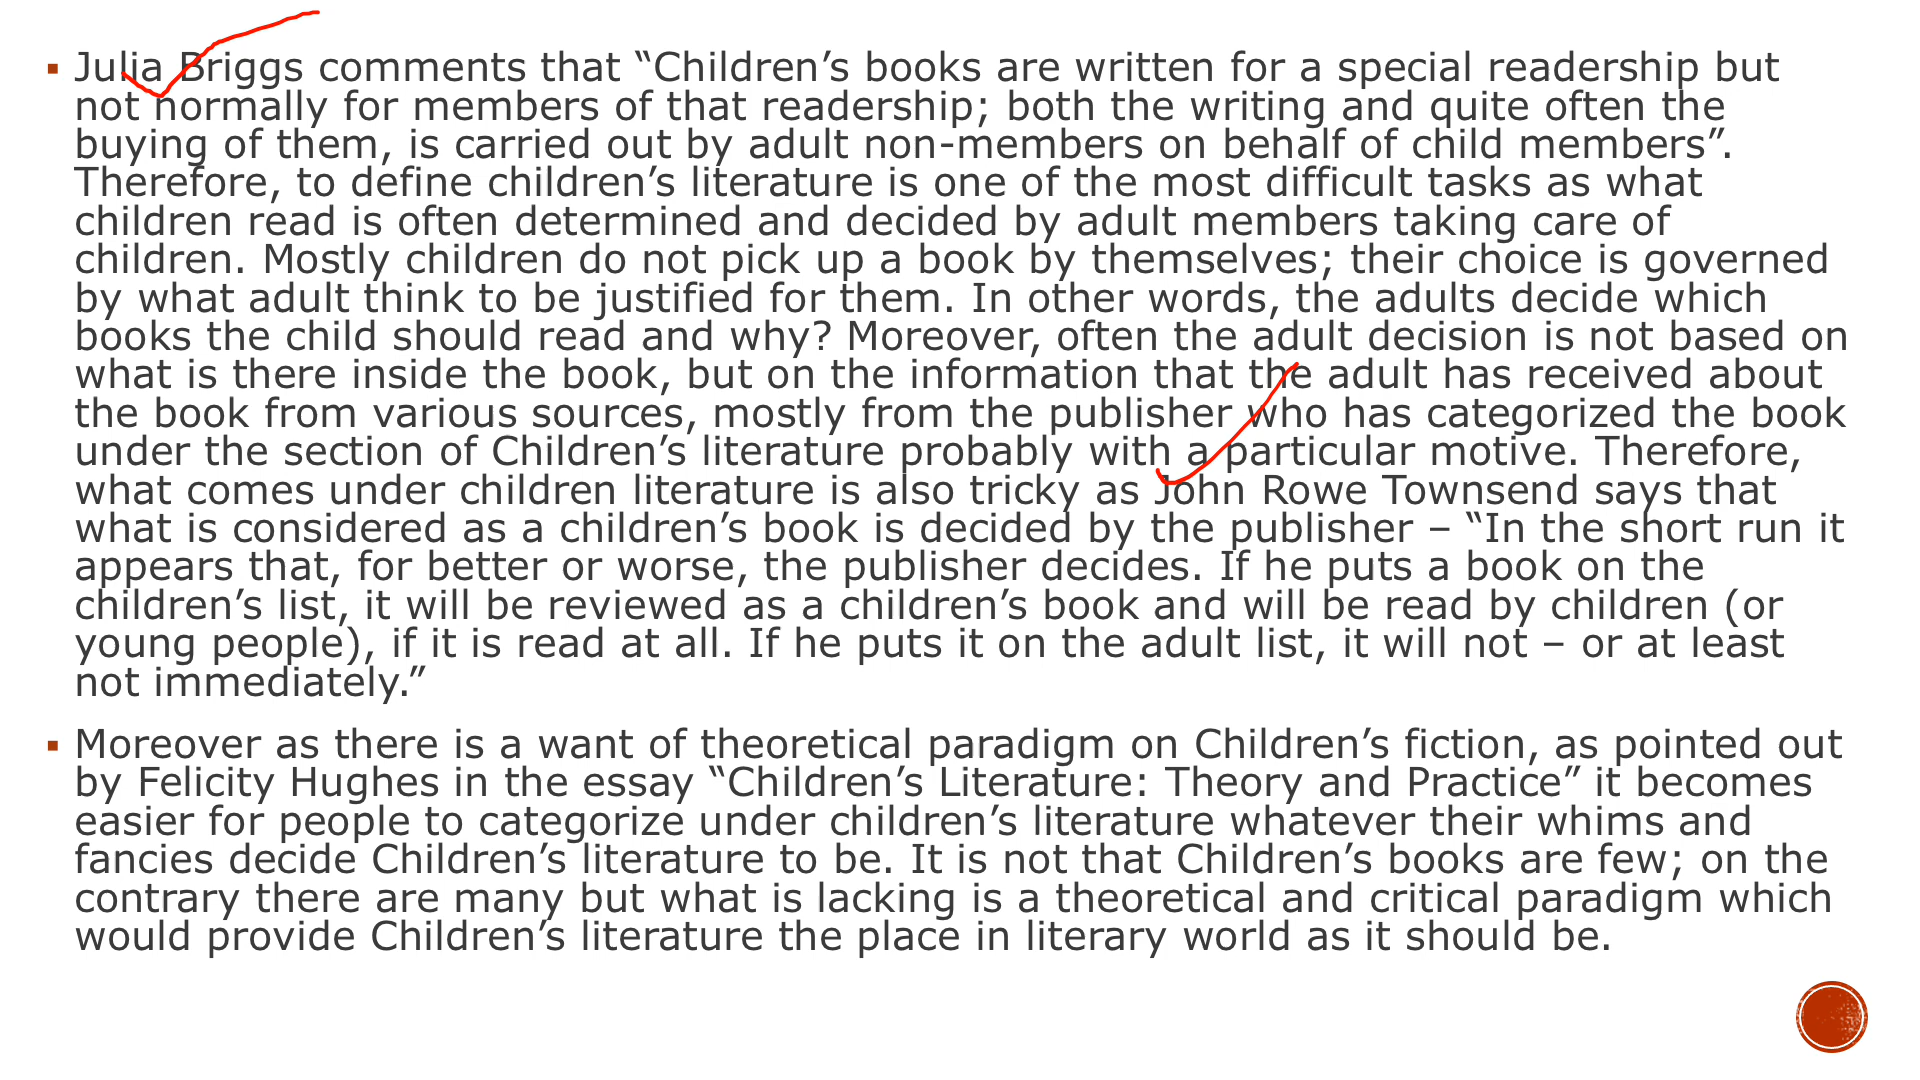 Julia Briggs comments that “Children’s books are written for a special readership but
not normally for members of that readership; both the writing and quite often the
buying of them, is carried out by adult non-members on behalf of child members”.
Therefore, to define children’s literature is one of the most difficult tasks as what
children read is often determined and decided by adult members taking care of
children. Mostly children do not pick up a book by themselves; their choice is governed
by what adult think to be justified for them. In other words, the adults decide which
books the child should read and why? Moreover, often the adult decision is not based on
what is there inside the book, but on the information that the adult has received about
the book from various sources, mostly from the publisher who has categorized the book
under the section of Children’s literature probably with a particular motive. Therefore,
what comes under children literature is also tricky as John Rowe Townsend says that
what is considered as a children’s book is decided by the publisher – “In the short run it
appears that, for better or worse, the publisher decides. If he puts a book on the
children’s list, it will be reviewed as a children’s book and will be read by children (or
young people), if it is read at all. If he puts it on the adult list, it will not – or at least
not immediately.”
Moreover as there is a want of theoretical paradigm on Children’s fiction, as pointed out
by Felicity Hughes in the essay “Children’s Literature: Theory and Practice” it becomes
easier for people to categorize under children’s literature whatever their whims and
fancies decide Children’s literature to be. It is not that Children’s books are few; on the
contrary there are many but what is lacking is a theoretical and critical paradigm which
would provide Children’s literature the place in literary world as it should be.